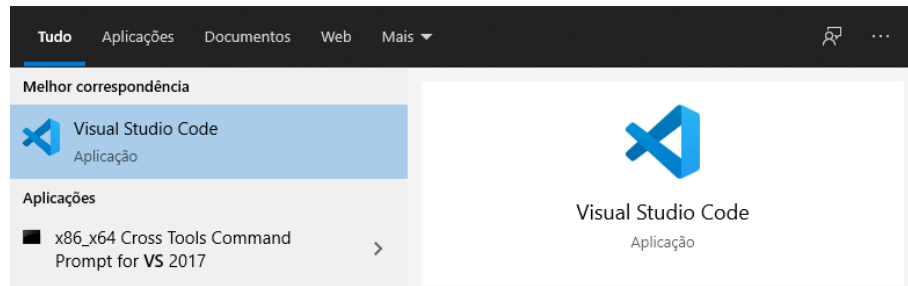 Tudo Aplicações Documentos Web Mais
Melhor correspondência
Visual Studio Code
Aplicação
Aplicações
x86_x64 Cross Tools Command
Prompt for VS 2017
Visual Studio Code
Aplicação